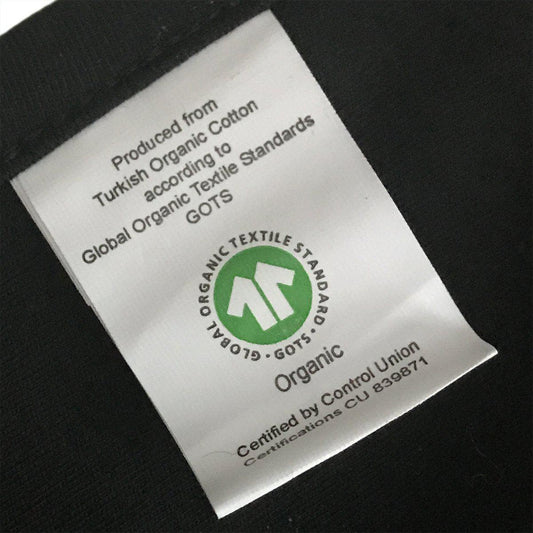 Produced from
Turkish Organic Cotton
according to
Global Organic Textile Standards
GOTS
GLOBAL ORGANIC TEXTILE STANDARD · GOTS ·
Organic
Certified by Control Union
Certifications CU 839871